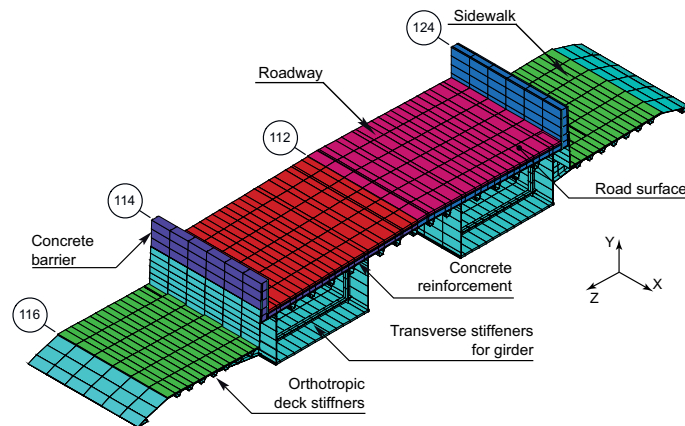 124
Sidewalk
Roadway
112
114
Road surface
Concrete
barrier
Concrete
reinforcement
Y
X
Z
116
Transverse stiffeners
for girder
Orthotropic
deck stiffners